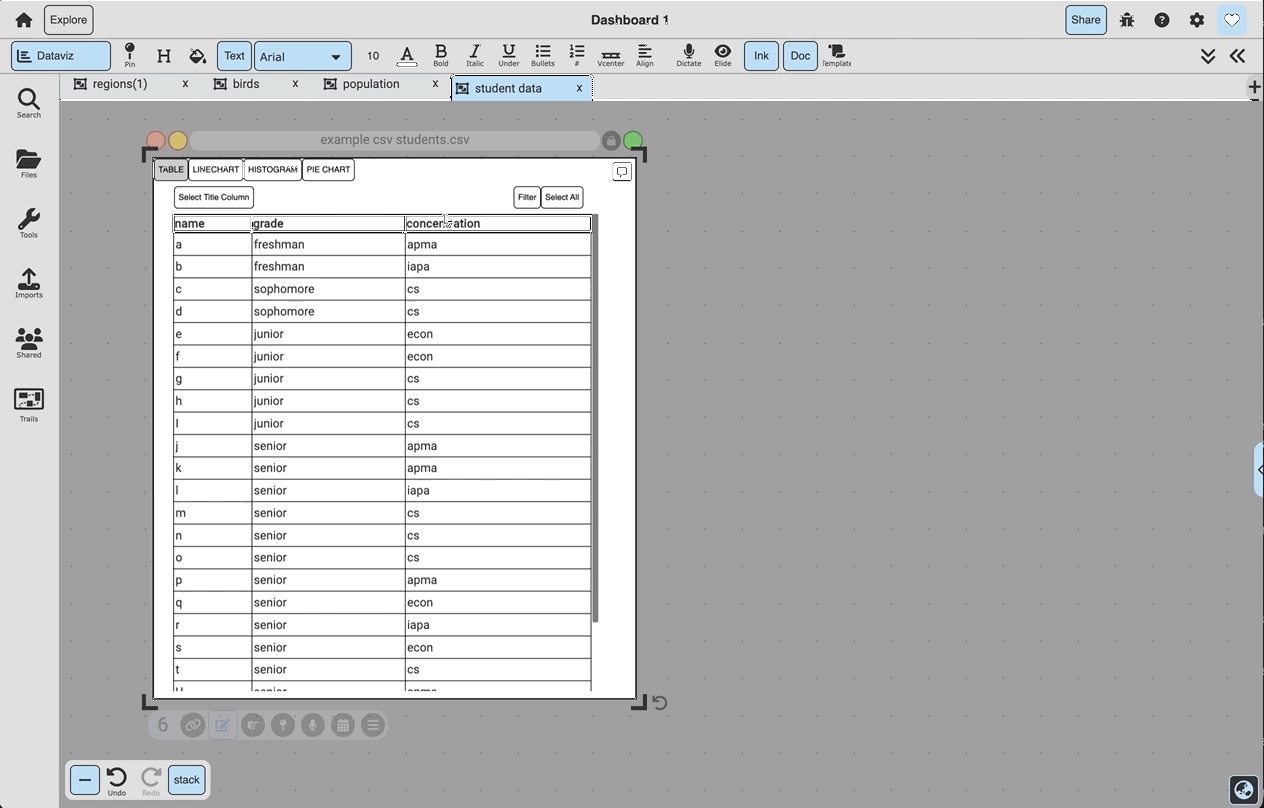 Explore
Dashboard 1
Share
Dataviz
Pin
H
Text
Arial
10
A
B
Bold
I
Italic
U
Under
Bullets
#
Vcenter
Align
Dictate
Elide
Ink
Doc
Template
regions(1) x
birds x
population x
student data x
+
Search
Files
Tools
Imports
Shared
Trails
example csv students.csv
TABLE LINECHART HISTOGRAM PIE CHART
Select Title Column Filter Select All
name grade concentration
a freshman apma
b freshman iapa
c sophomore cs
d sophomore cs
e junior econ
f junior econ
g junior cs
h junior cs
I junior cs
j senior apma
k senior apma
l senior iapa
m senior cs
n senior cs
o senior cs
p senior apma
q senior econ
r senior iapa
s senior econ
t senior cs
6
Undo
Redo
stack